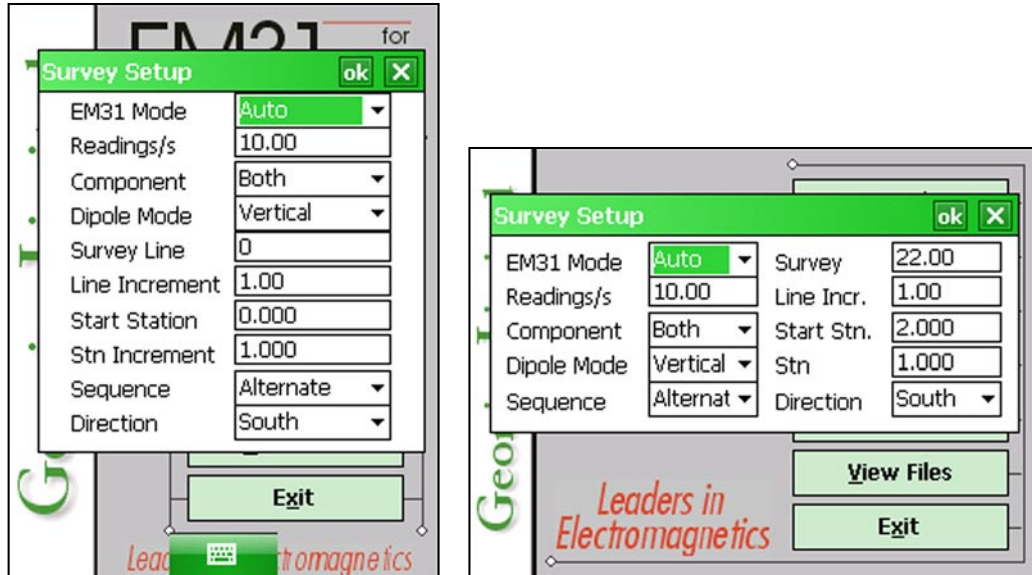 EM31
for
Survey Setup
ok
EM31 Mode Auto
Readings/s 10.00
Component Both
Dipole Mode Vertical
Survey Line 0
Line Increment 1.00
Start Station 0.000
Stn Increment 1.000
Sequence Alternate
Direction South
Exit
Survey Setup
ok
EM31 Mode Auto Survey 22.00
Readings/s 10.00 Line Incr. 1.00
Component Both Start Stn. 2.000
Dipole Mode Vertical Stn 1.000
Sequence Alternat Direction South
View Files
Leaders in
Electromagnetics
Exit